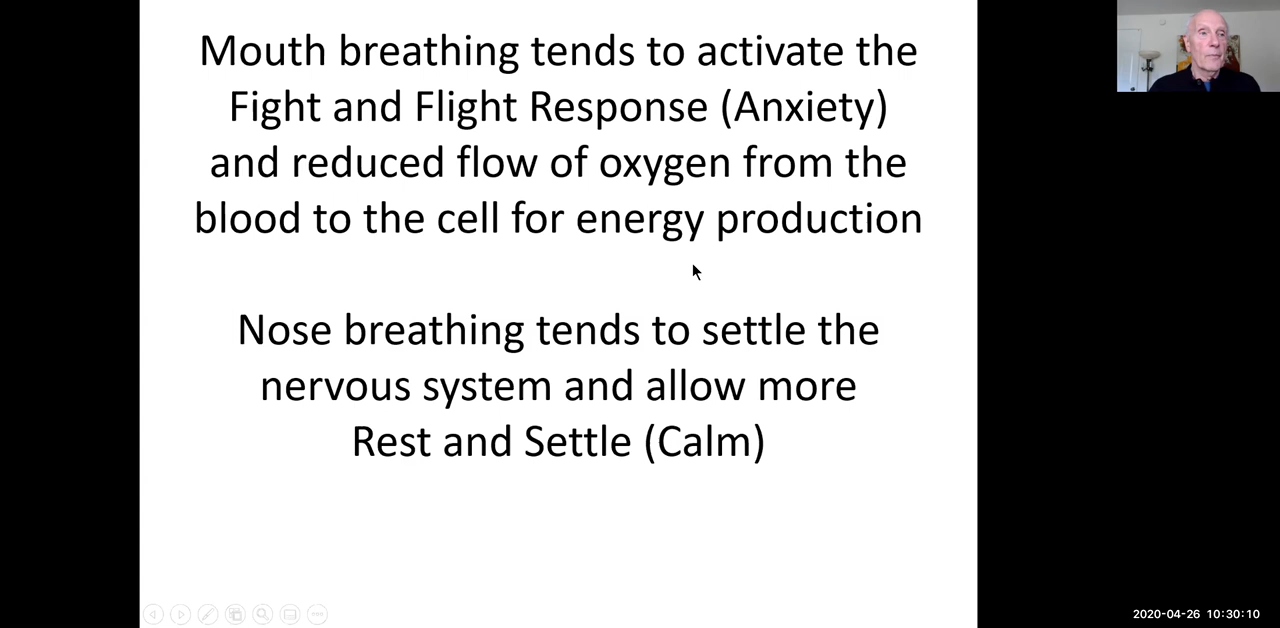 Mouth breathing tends to activate the
Fight and Flight Response (Anxiety)
and reduced flow of oxygen from the
blood to the cell for energy production
Nose breathing tends to settle the
nervous system and allow more
Rest and Settle (Calm)
2020-04-26 10:30:10